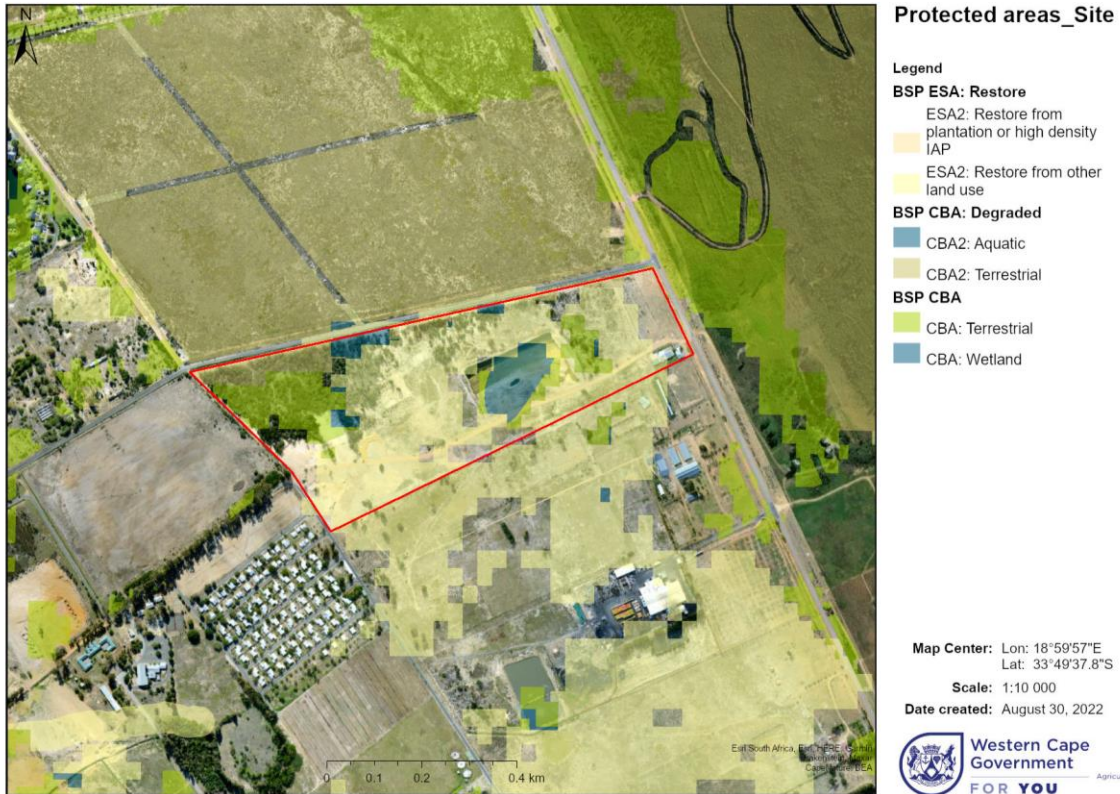 Protected areas_Site
N
Legend
BSP ESA: Restore
ESA2: Restore from
plantation or high density
IAP
ESA2: Restore from other
land use
BSP CBA: Degraded
CBA2: Aquatic
CBA2: Terrestrial
BSP CBA
CBA: Terrestrial
CBA: Wetland
Map Center: Lon: 18°59'57"E
Lat: 33°49'37.8"S
Scale: 1:10 000
Date created: August 30, 2022
Esri South Africa, Esri, HERE, Garmin,
0 0.1 0.2 0.4 km
Western Cape
Government
FOR YOU